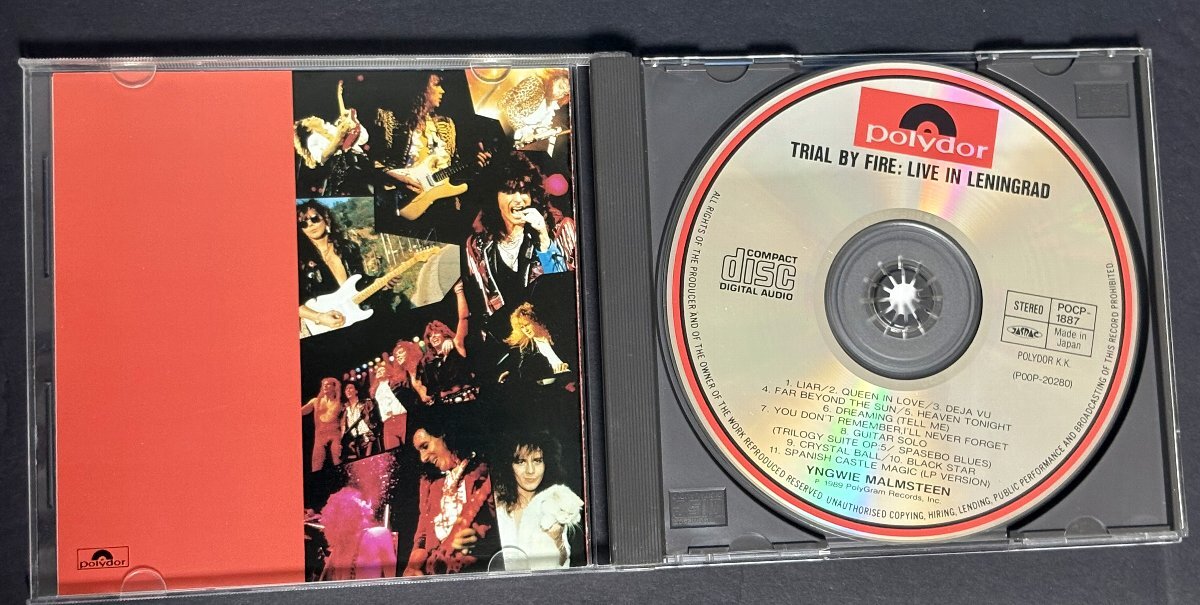 polydor
polydor
TRIAL BY FIRE: LIVE IN LENINGRAD
COMPACT
disc
DIGITAL AUDIO
STEREO
POCP-
1887
JASRAC
Made in
Japan
POLYDOR K.K.
(P00P-20280)
1. LIAR/2. QUEEN IN LOVE/3. DEJA VU
4. FAR BEYOND THE SUN/5. HEAVEN TONIGHT
6. DREAMING (TELL ME)
7. YOU DON'T REMEMBER,I'LL NEVER FORGET
8. GUITAR SOLO
(TRILOGY SUITE OP:5/ SPASEBO BLUES)
9. CRYSTAL BALL/10. BLACK STAR
11. SPANISH CASTLE MAGIC (LP VERSION)
YNGWIE MALMSTEEN
℗ 1989 PolyGram Records, Inc.
ALL RIGHTS OF THE PRODUCER AND OF THE OWNER OF THE WORK REPRODUCED RESERVED. UNAUTHORISED COPYING, HIRING, LENDING, PUBLIC PERFORMANCE AND BROADCASTING OF THIS RECORD PROHIBITED.